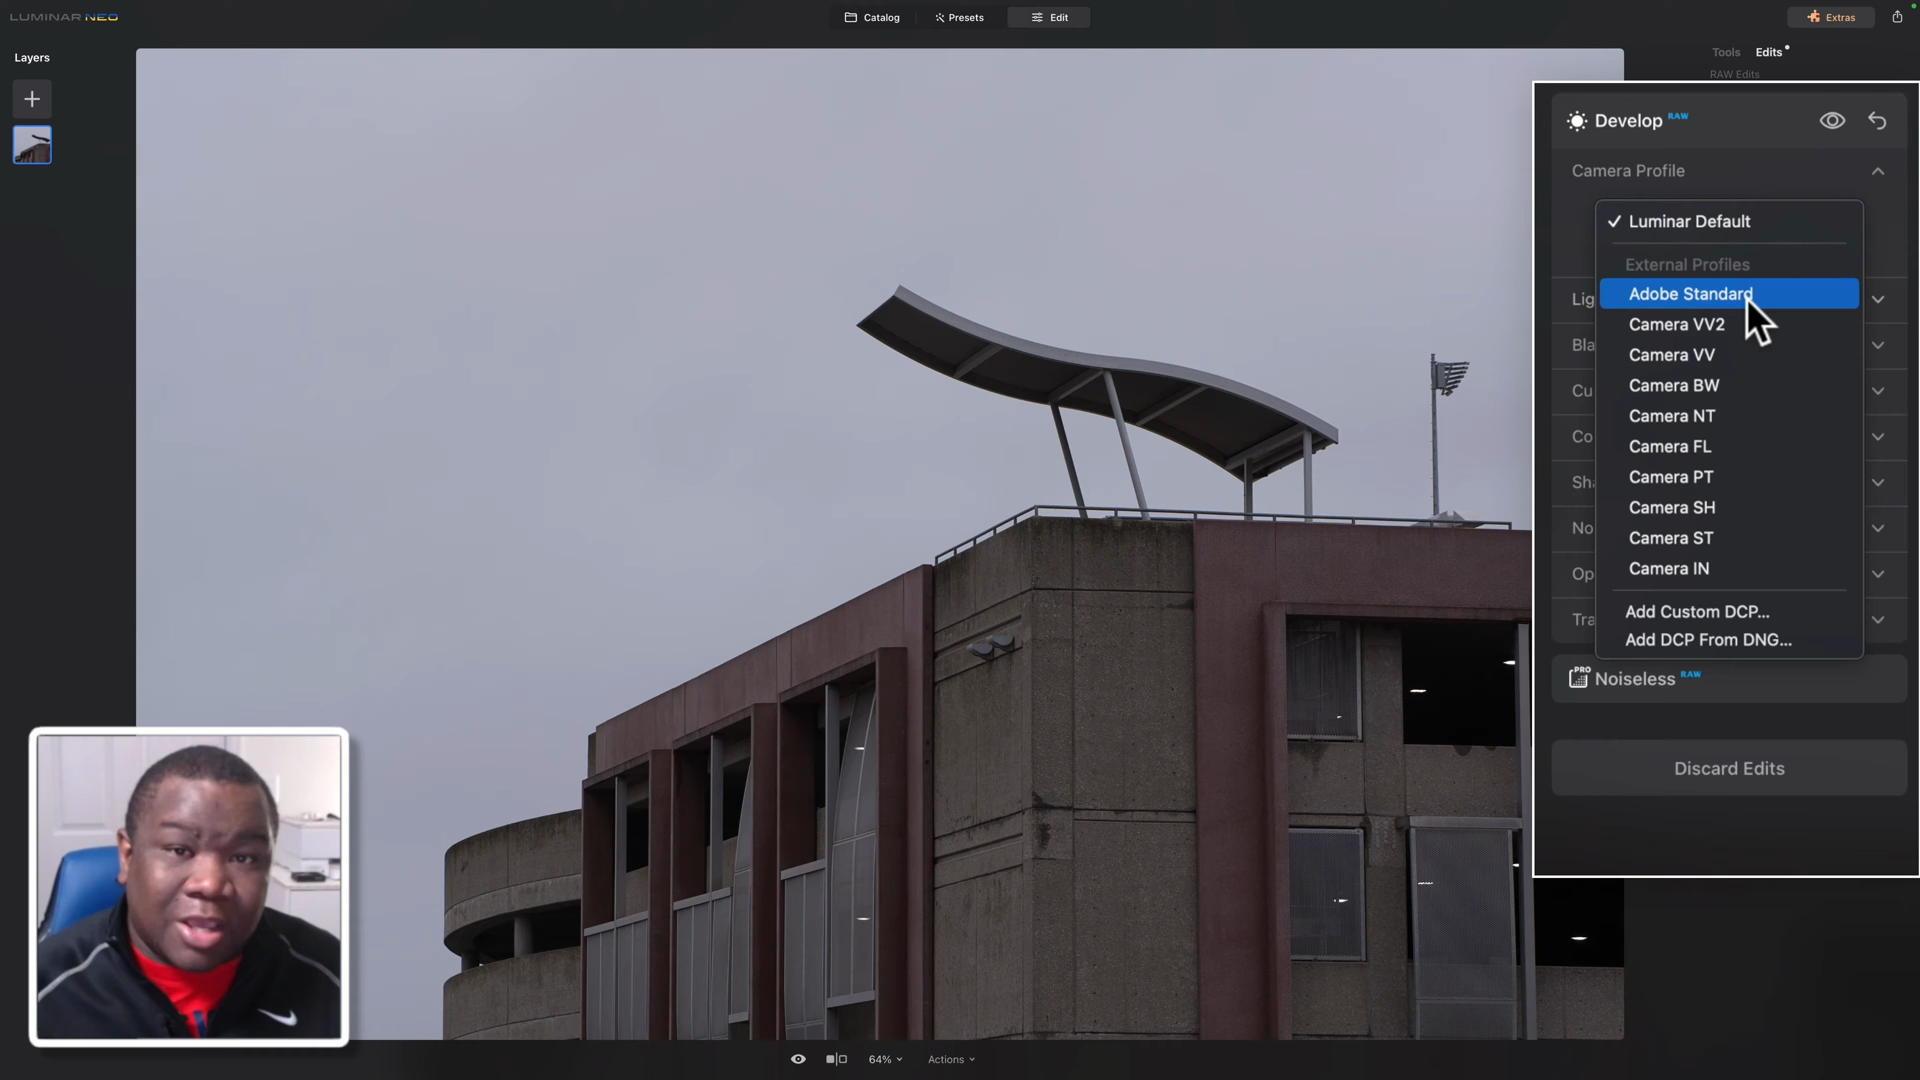 LUMINAR NEO
Catalog
Presets
Edit
Extras
Layers
Tools
Edits
RAW Edits
Develop RAW
Camera Profile
✓ Luminar Default
External Profiles
Adobe Standard
Camera VV2
Camera VV
Camera BW
Camera NT
Camera FL
Camera PT
Camera SH
Camera ST
Camera IN
Add Custom DCP...
Add DCP From DNG...
Lig
Bla
Cu
Co
Sh
No
Op
Tra
PRO
Noiseless RAW
Discard Edits
64%
Actions